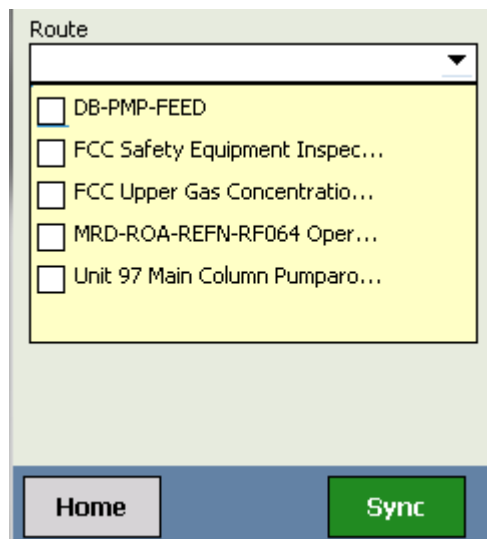 Route
DB-PMP-FEED
FCC Safety Equipment Inspec...
FCC Upper Gas Concentratio...
MRD-ROA-REFN-RF064 Oper...
Unit 97 Main Column Pumparo...
Home
Sync